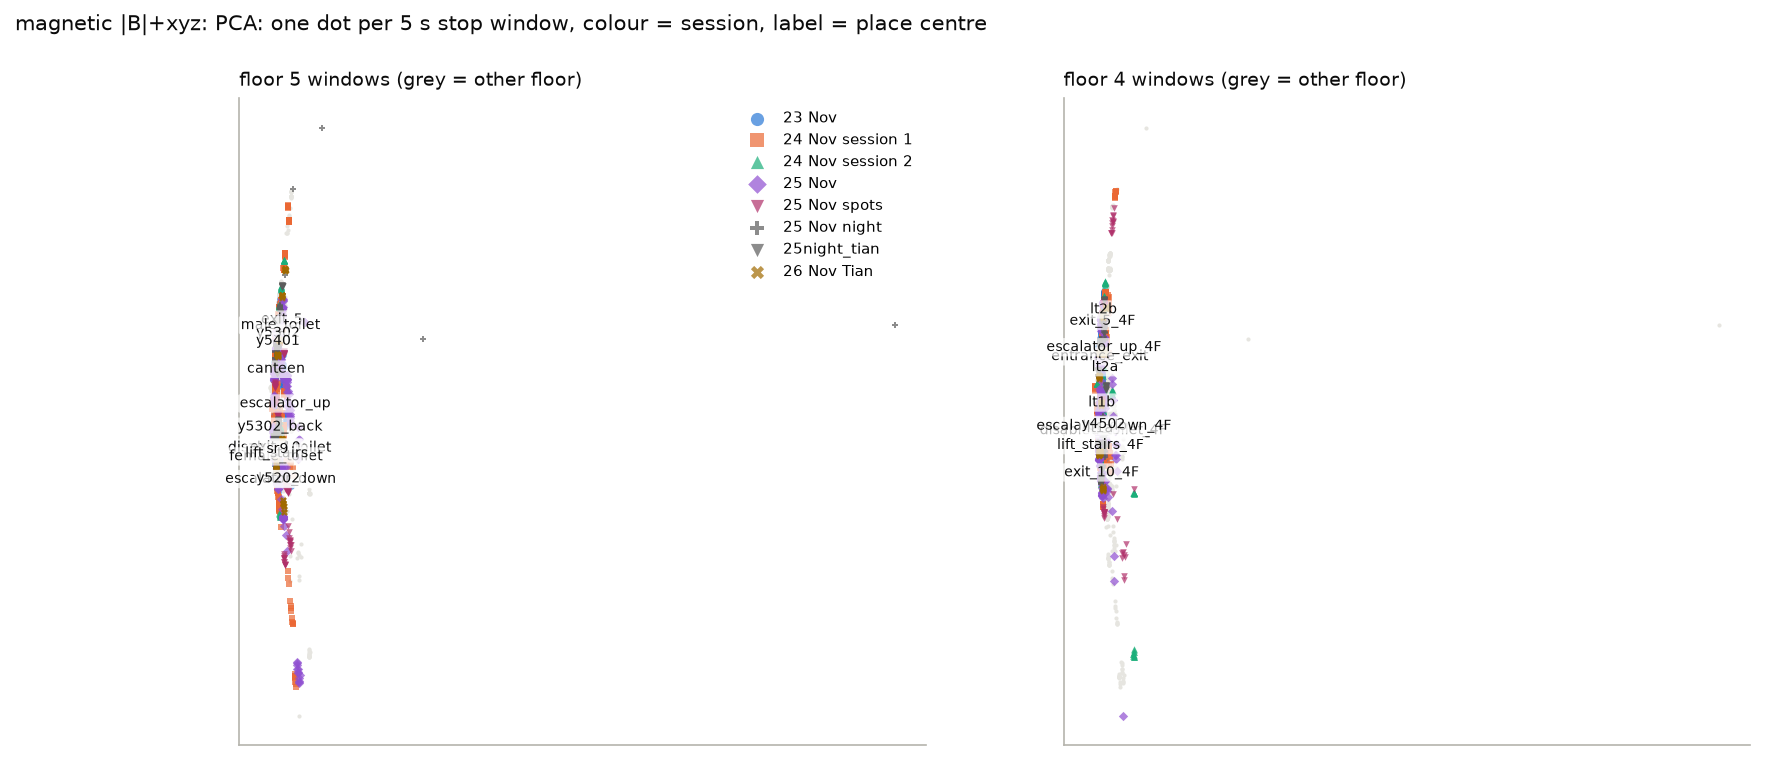 magnetic |B|+xyz: PCA: one dot per 5 s stop window, colour = session, label = place centre
floor 5 windows (grey = other floor)
23 Nov
24 Nov session 1
24 Nov session 2
25 Nov
25 Nov spots
25 Nov night
25night_tian
26 Nov Tian
male_toilet
y5302
y5401
canteen
escalator_up
y5302_back
sr9
y5202
floor 4 windows (grey = other floor)
lt2b
exit_5_4F
escalator_up_4F
entrance_exit
lt2a
lt1b
y4502
lift_stairs_4F
exit_10_4F